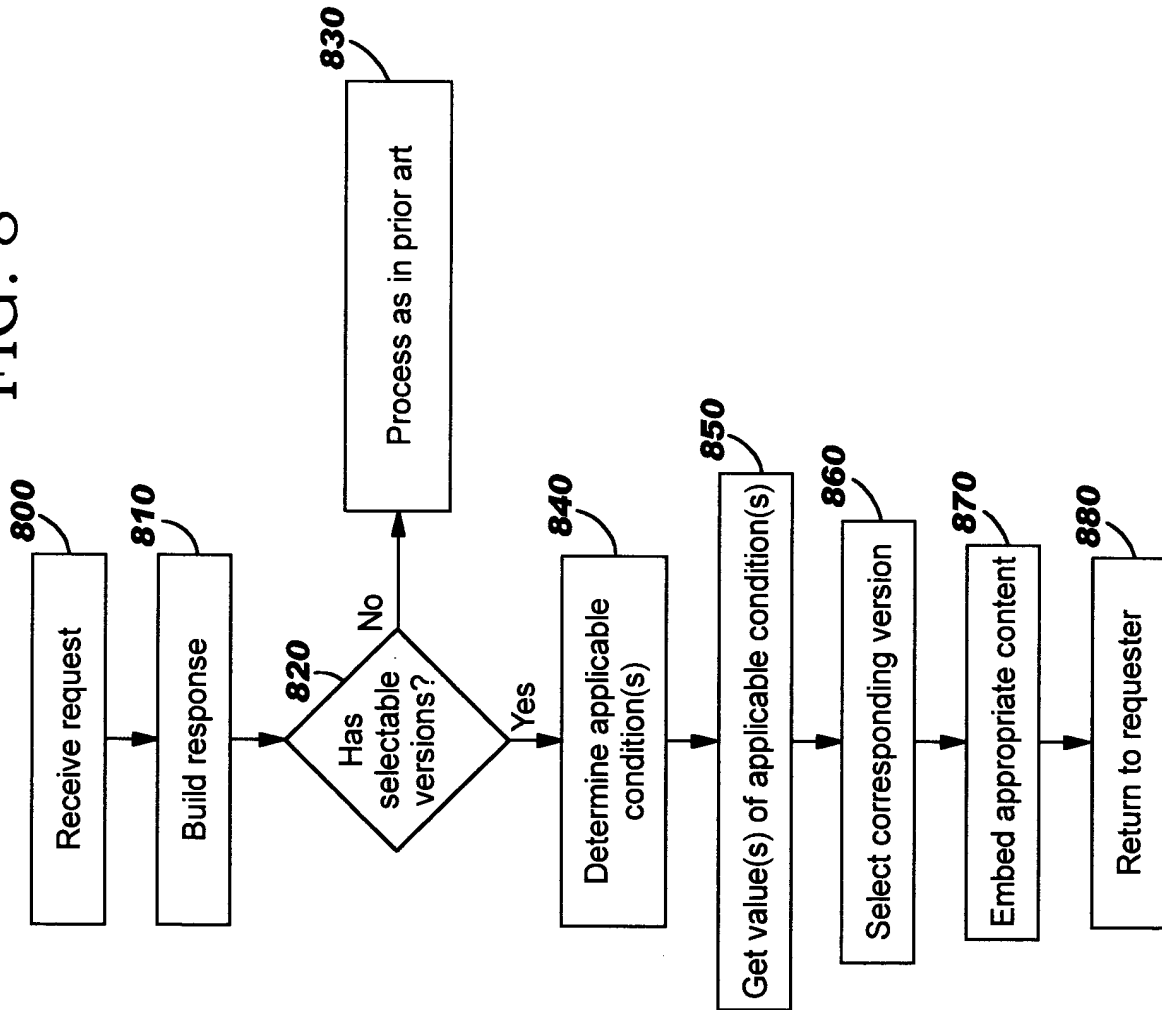 FIG. 8
800
Receive request
810
Build response
820
Has
selectable
versions?
No
830
Process as in prior art
Yes
840
Determine applicable
condition(s)
850
Get value(s) of applicable condition(s)
860
Select corresponding version
870
Embed appropriate content
880
Return to requester